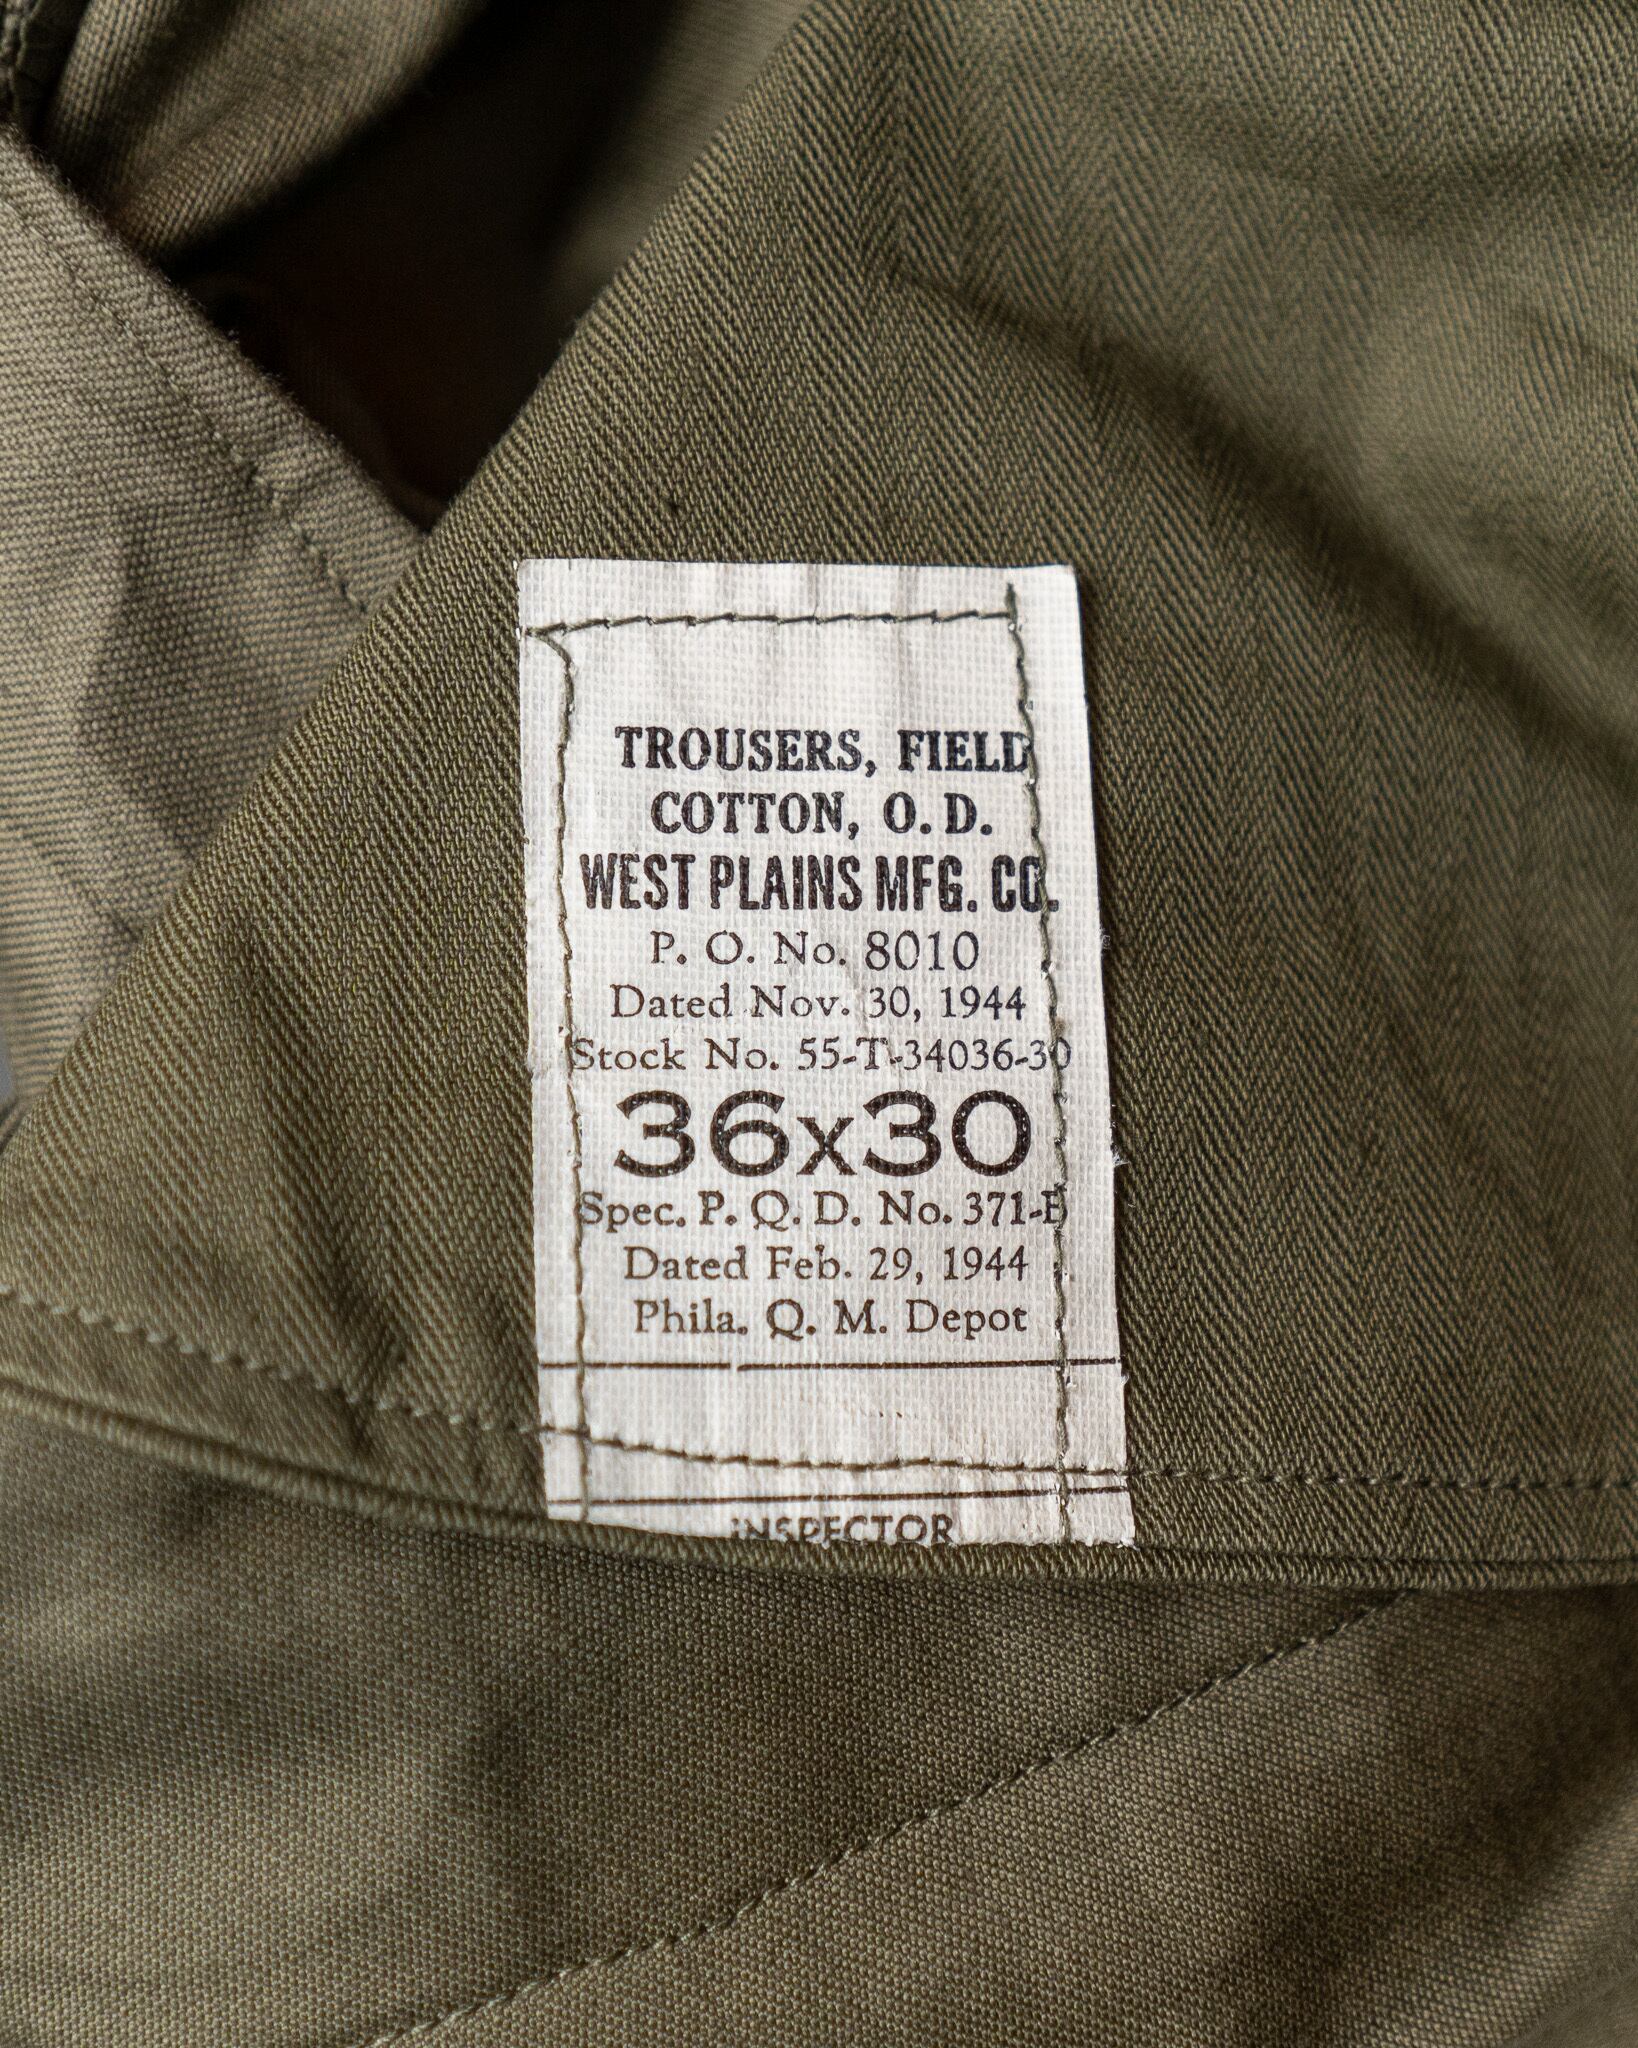 TROUSERS, FIELD
COTTON, O. D.
WEST PLAINS MFG. CO.
P. O. No. 8010
Dated Nov. 30, 1944
Stock No. 55-T-34036-30
36x30
Spec. P. Q. D. No. 371-B
Dated Feb. 29, 1944
Phila. Q. M. Depot
INSPECTOR